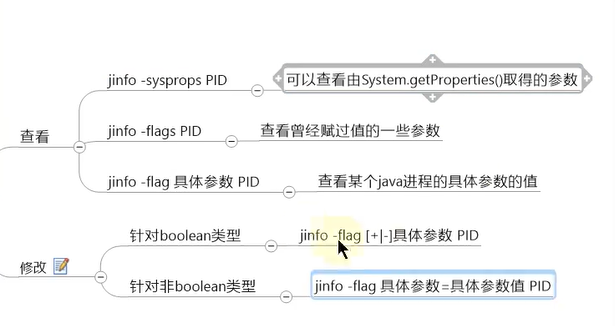 查看
jinfo -sysprops PID
可以查看由System.getProperties()取得的参数
jinfo -flags PID
查看曾经赋过值的一些参数
jinfo -flag 具体参数 PID
查看某个java进程的具体参数的值
修改
针对boolean类型
jinfo -flag [+|-]具体参数 PID
针对非boolean类型
jinfo -flag 具体参数=具体参数值 PID